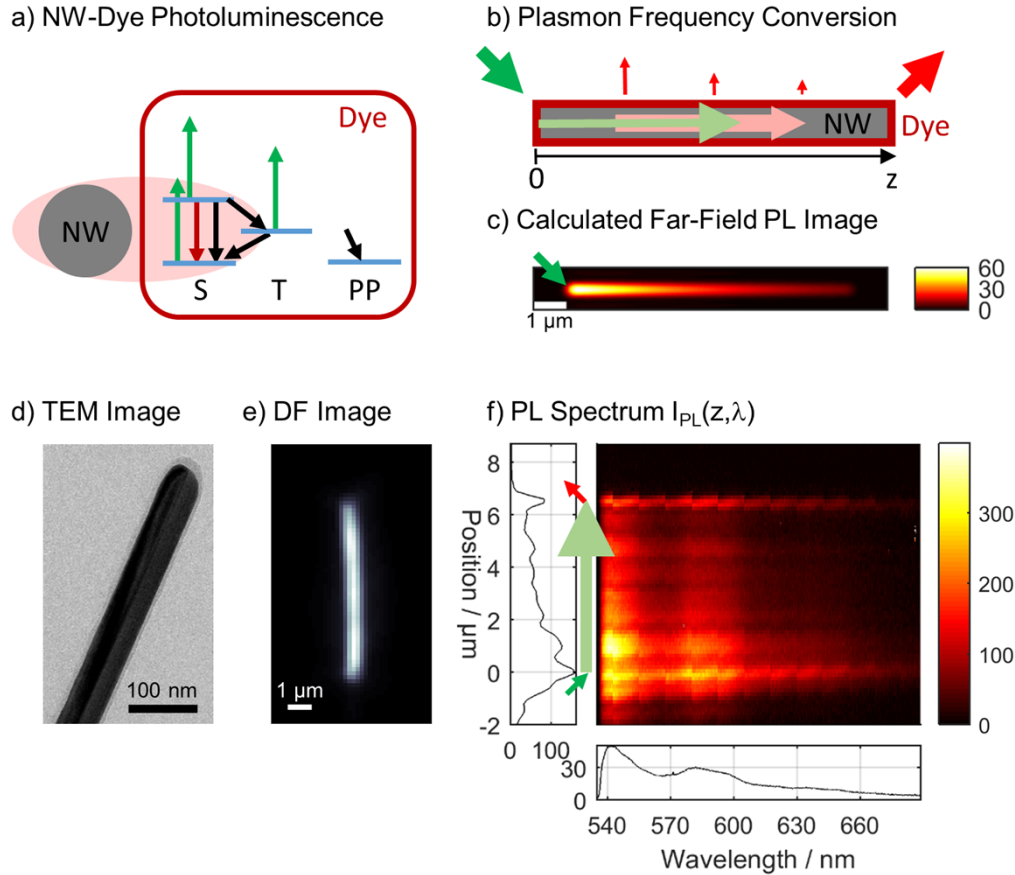 a) NW-Dye Photoluminescence
NW
Dye
S
T
PP
b) Plasmon Frequency Conversion
NW
Dye
0
z
c) Calculated Far-Field PL Image
1 µm
60
30
0
d) TEM Image
100 nm
e) DF Image
1 µm
f) PL Spectrum I_PL(z,λ)
Position / µm
8
6
4
2
0
-2
0 100
300
200
100
0
30
0
540 570 600 630 660
Wavelength / nm